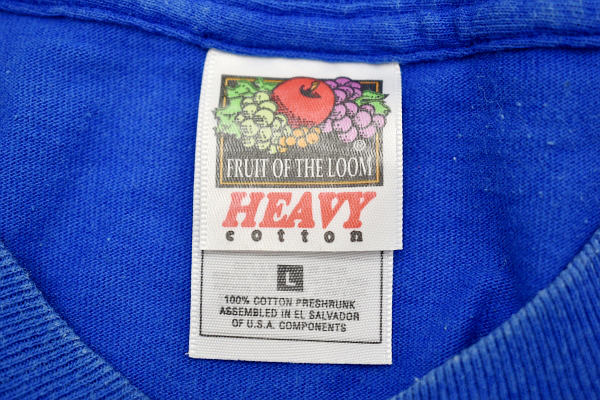 FRUIT OF THE LOOM ®
HEAVY
cotton
L
100% COTTON PRESHRUNK
ASSEMBLED IN EL SALVADOR
OF U.S.A. COMPONENTS